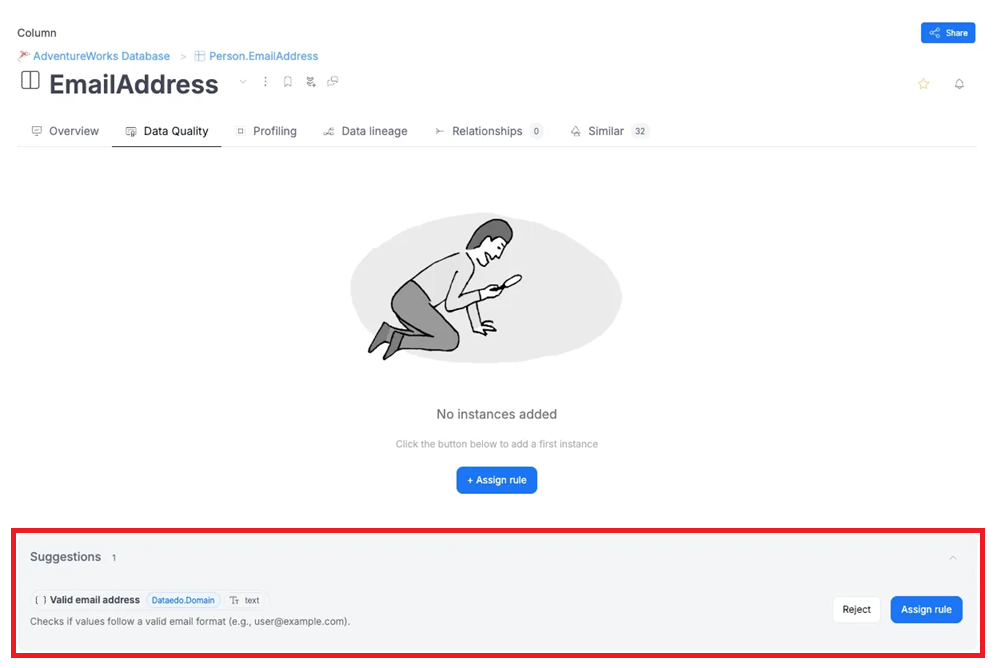 Column
Share
AdventureWorks Database > Person.EmailAddress
EmailAddress
Overview Data Quality Profiling Data lineage Relationships 0 Similar 32
No instances added
Click the button below to add a first instance
+ Assign rule
Suggestions 1
( ) Valid email address Dataedo.Domain Tт text
Checks if values follow a valid email format (e.g., user@example.com).
Reject Assign rule